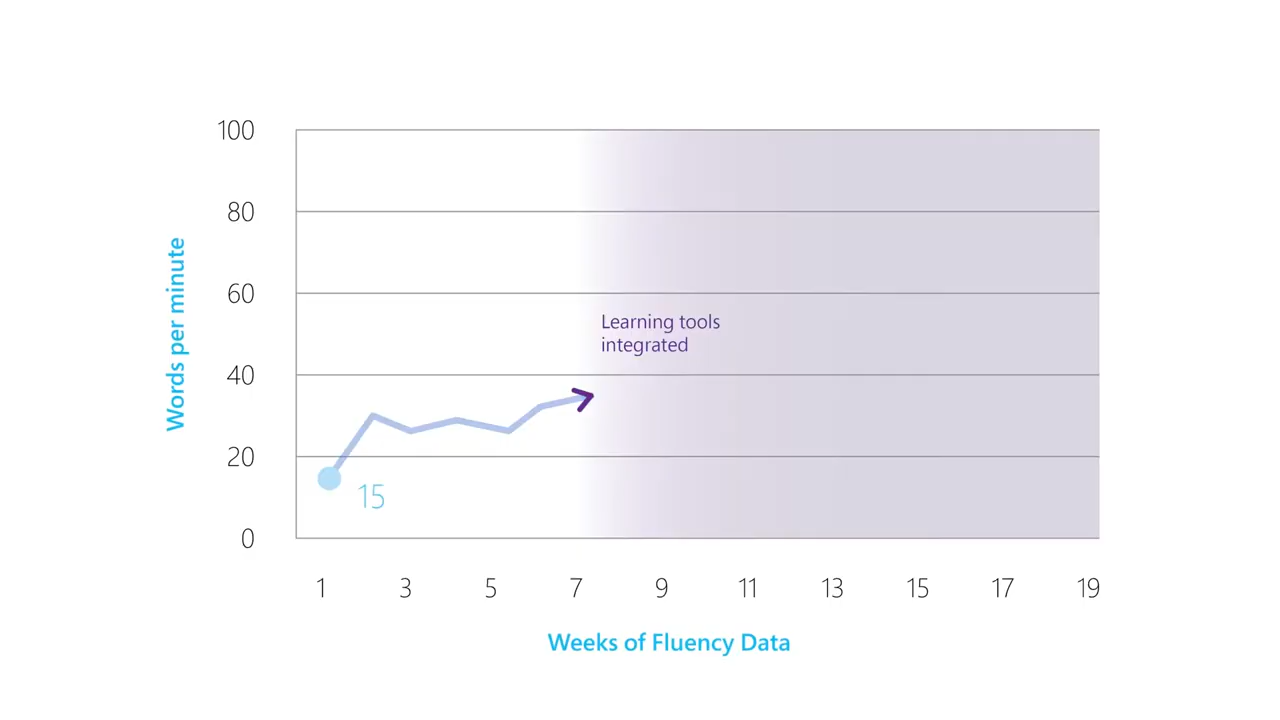 100
80
60
40
20
0
Words per minute
Learning tools
integrated
15
1 3 5 7 9 11 13 15 17 19
Weeks of Fluency Data